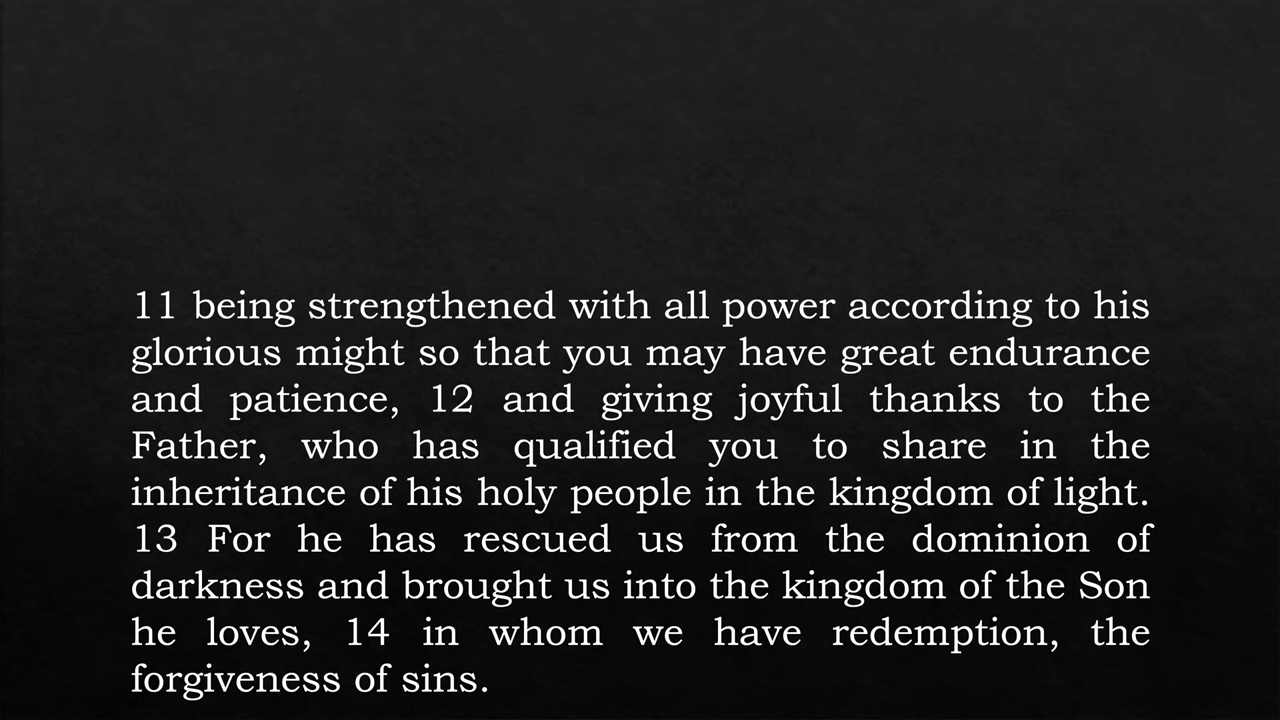 11 being strengthened with all power according to his
glorious might so that you may have great endurance
and patience, 12 and giving joyful thanks to the
Father, who has qualified you to share in the
inheritance of his holy people in the kingdom of light.
13 For he has rescued us from the dominion of
darkness and brought us into the kingdom of the Son
he loves, 14 in whom we have redemption, the
forgiveness of sins.